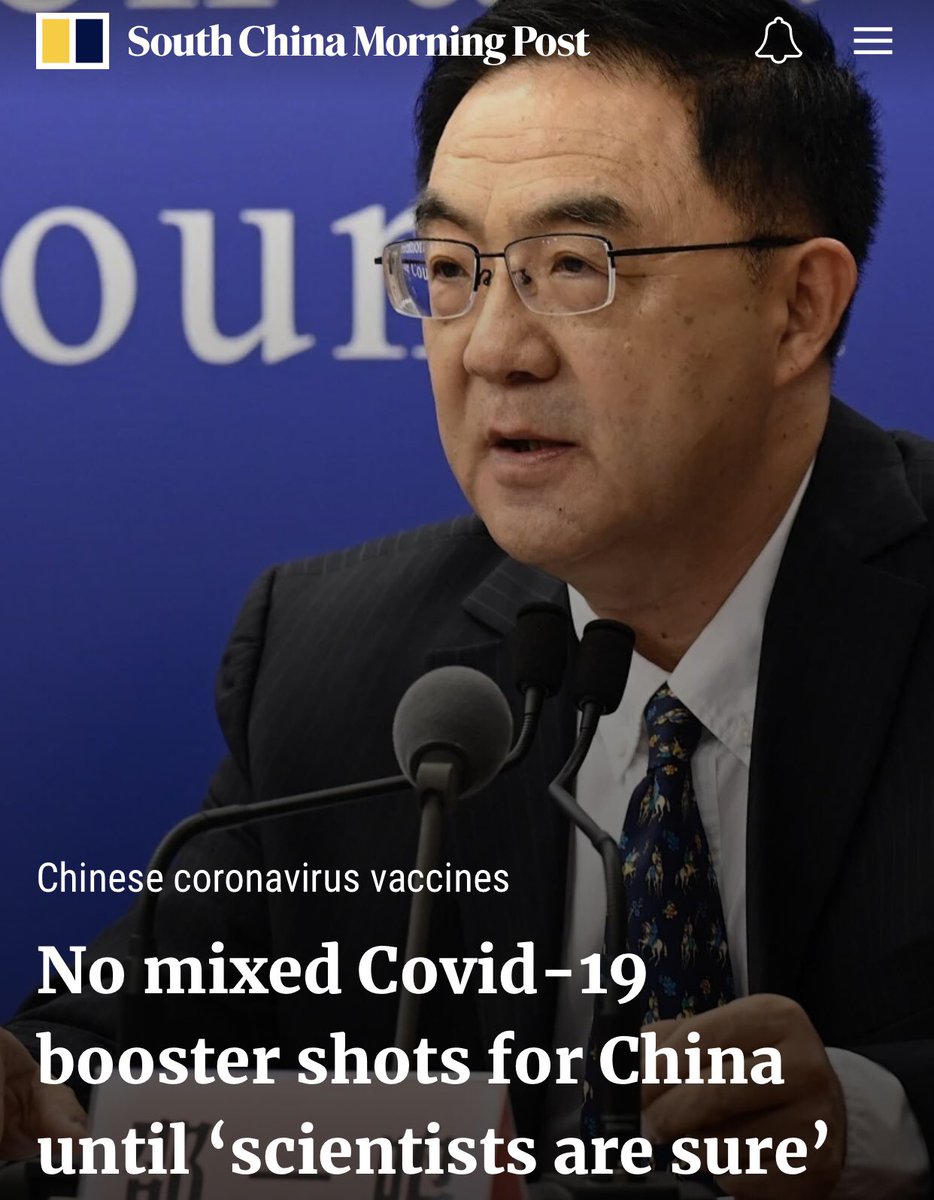 South China Morning Post
oun
Chinese coronavirus vaccines
No mixed Covid-19
booster shots for China
until ‘scientists are sure’